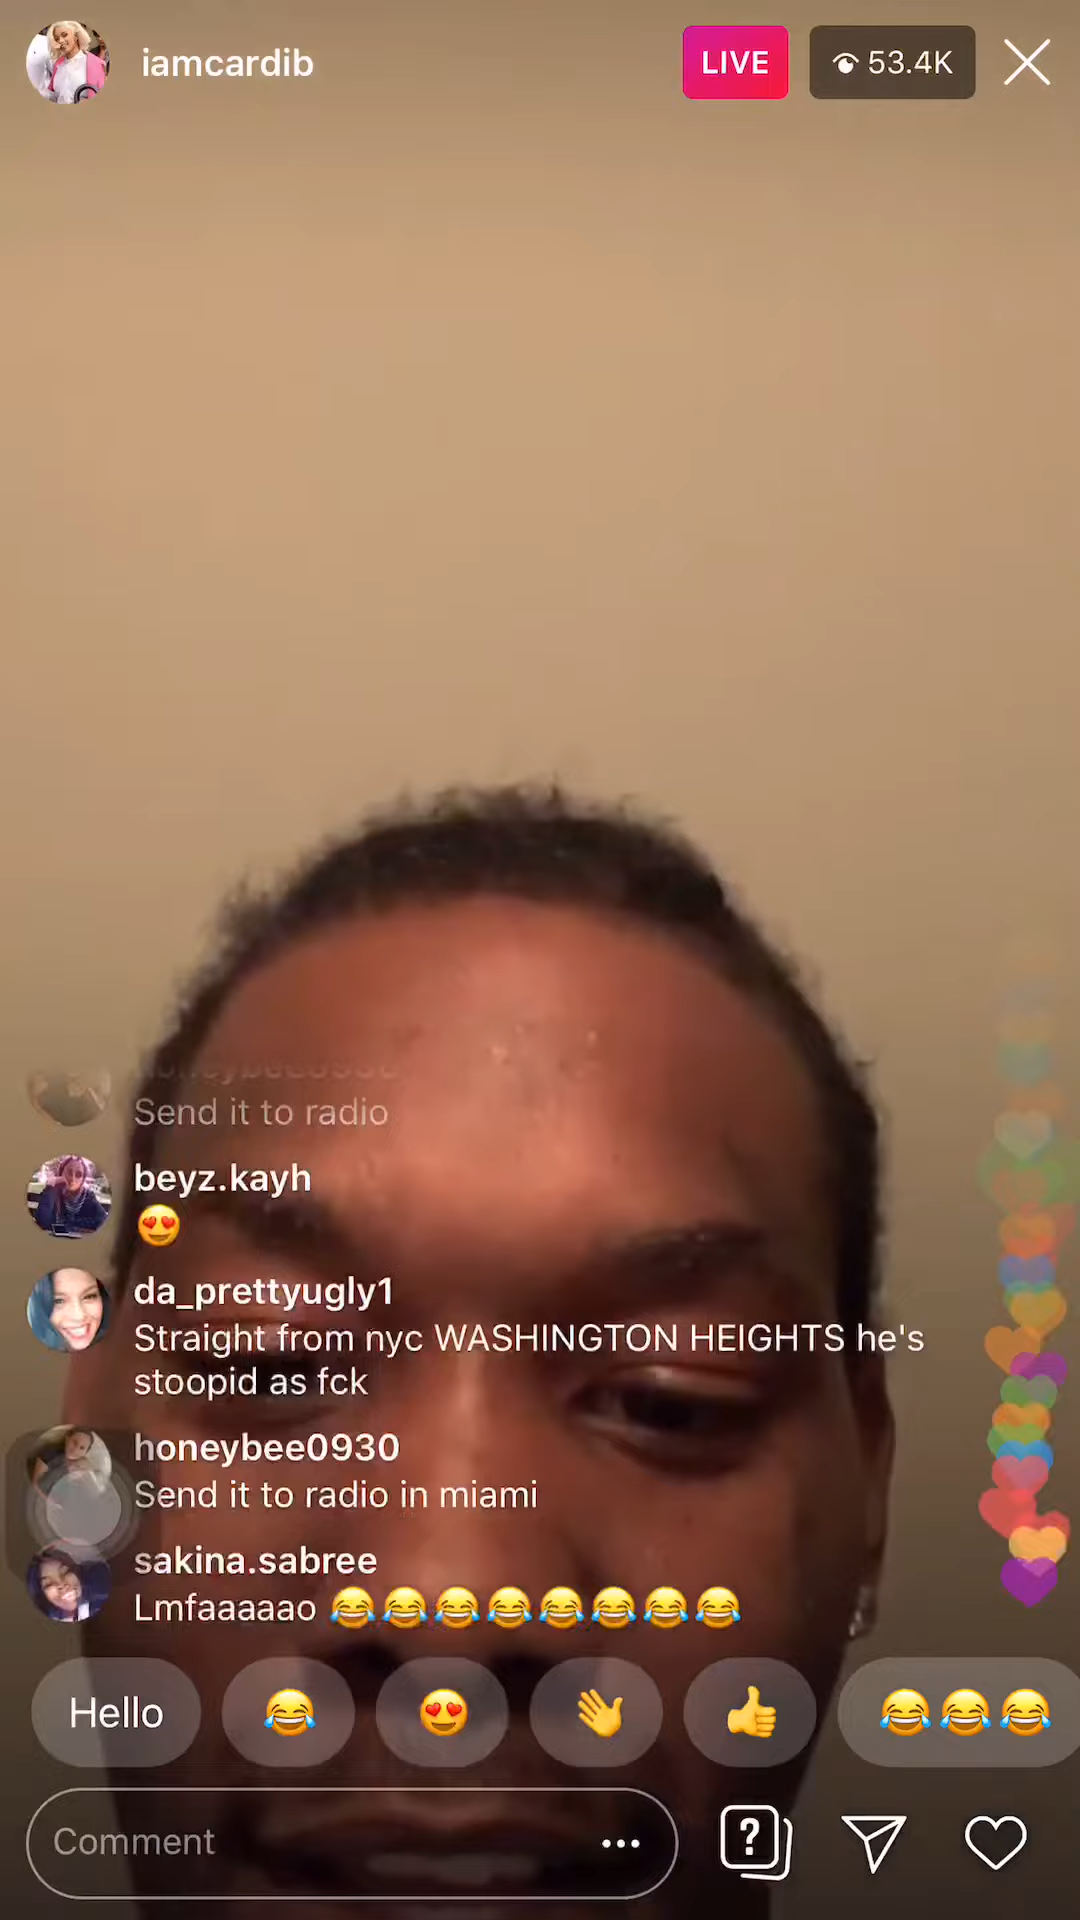 iamcardib
LIVE
53.4K
Send it to radio
beyz.kayh
😍
da_prettyugly1
Straight from nyc WASHINGTON HEIGHTS he's
stoopid as fck
honeybee0930
Send it to radio in miami
sakina.sabree
Lmfaaaaao 😂😂😂😂😂😂😂😂
Hello 😂 😍 👋 👍 😂😂😂
Comment
?